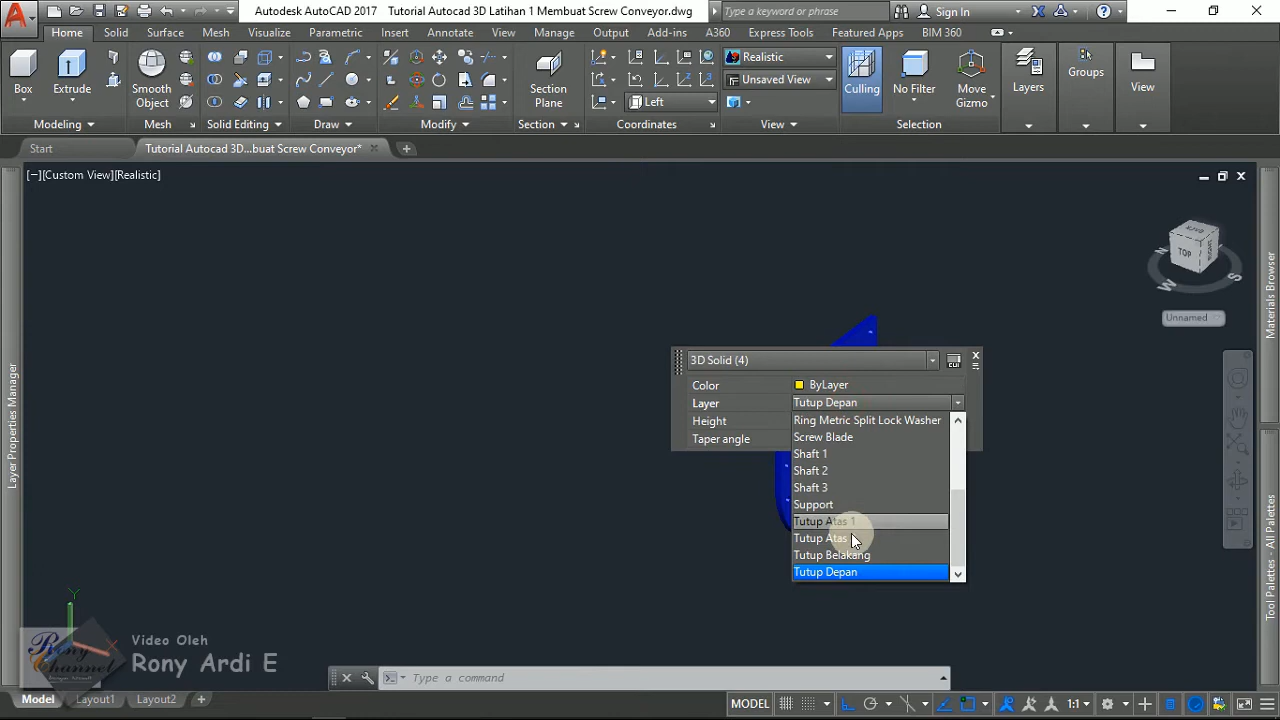 Autodesk AutoCAD 2017 Tutorial Autocad 3D Latihan 1 Membuat Screw Conveyor.dwg
Type a keyword or phrase
Sign In
Home Solid Surface Mesh Visualize Parametric Insert Annotate View Manage Output Add-ins A360 Express Tools Featured Apps BIM 360
Realistic
Unsaved View
Left
Box Extrude Smooth Object Section Plane Culling No Filter Move Gizmo Layers Groups View
Modeling Mesh Solid Editing Draw Modify Section Coordinates View Selection
Start Tutorial Autocad 3D...buat Screw Conveyor*
[−][Custom View][Realistic]
TOP
N
W
S
Unnamed
Layer Properties Manager
Materials Browser
Tool Palettes - All Palettes
3D Solid (4)
CUI
Color ByLayer
Layer Tutup Depan
Height
Taper angle
Ring Metric Split Lock Washer
Screw Blade
Shaft 1
Shaft 2
Shaft 3
Support
Tutup Atas 1
Tutup Atas
Tutup Belakang
Tutup Depan
Y
Rony
Channel
Video Oleh
Rony Ardi E
Type a command
Model Layout1 Layout2
MODEL
1:1